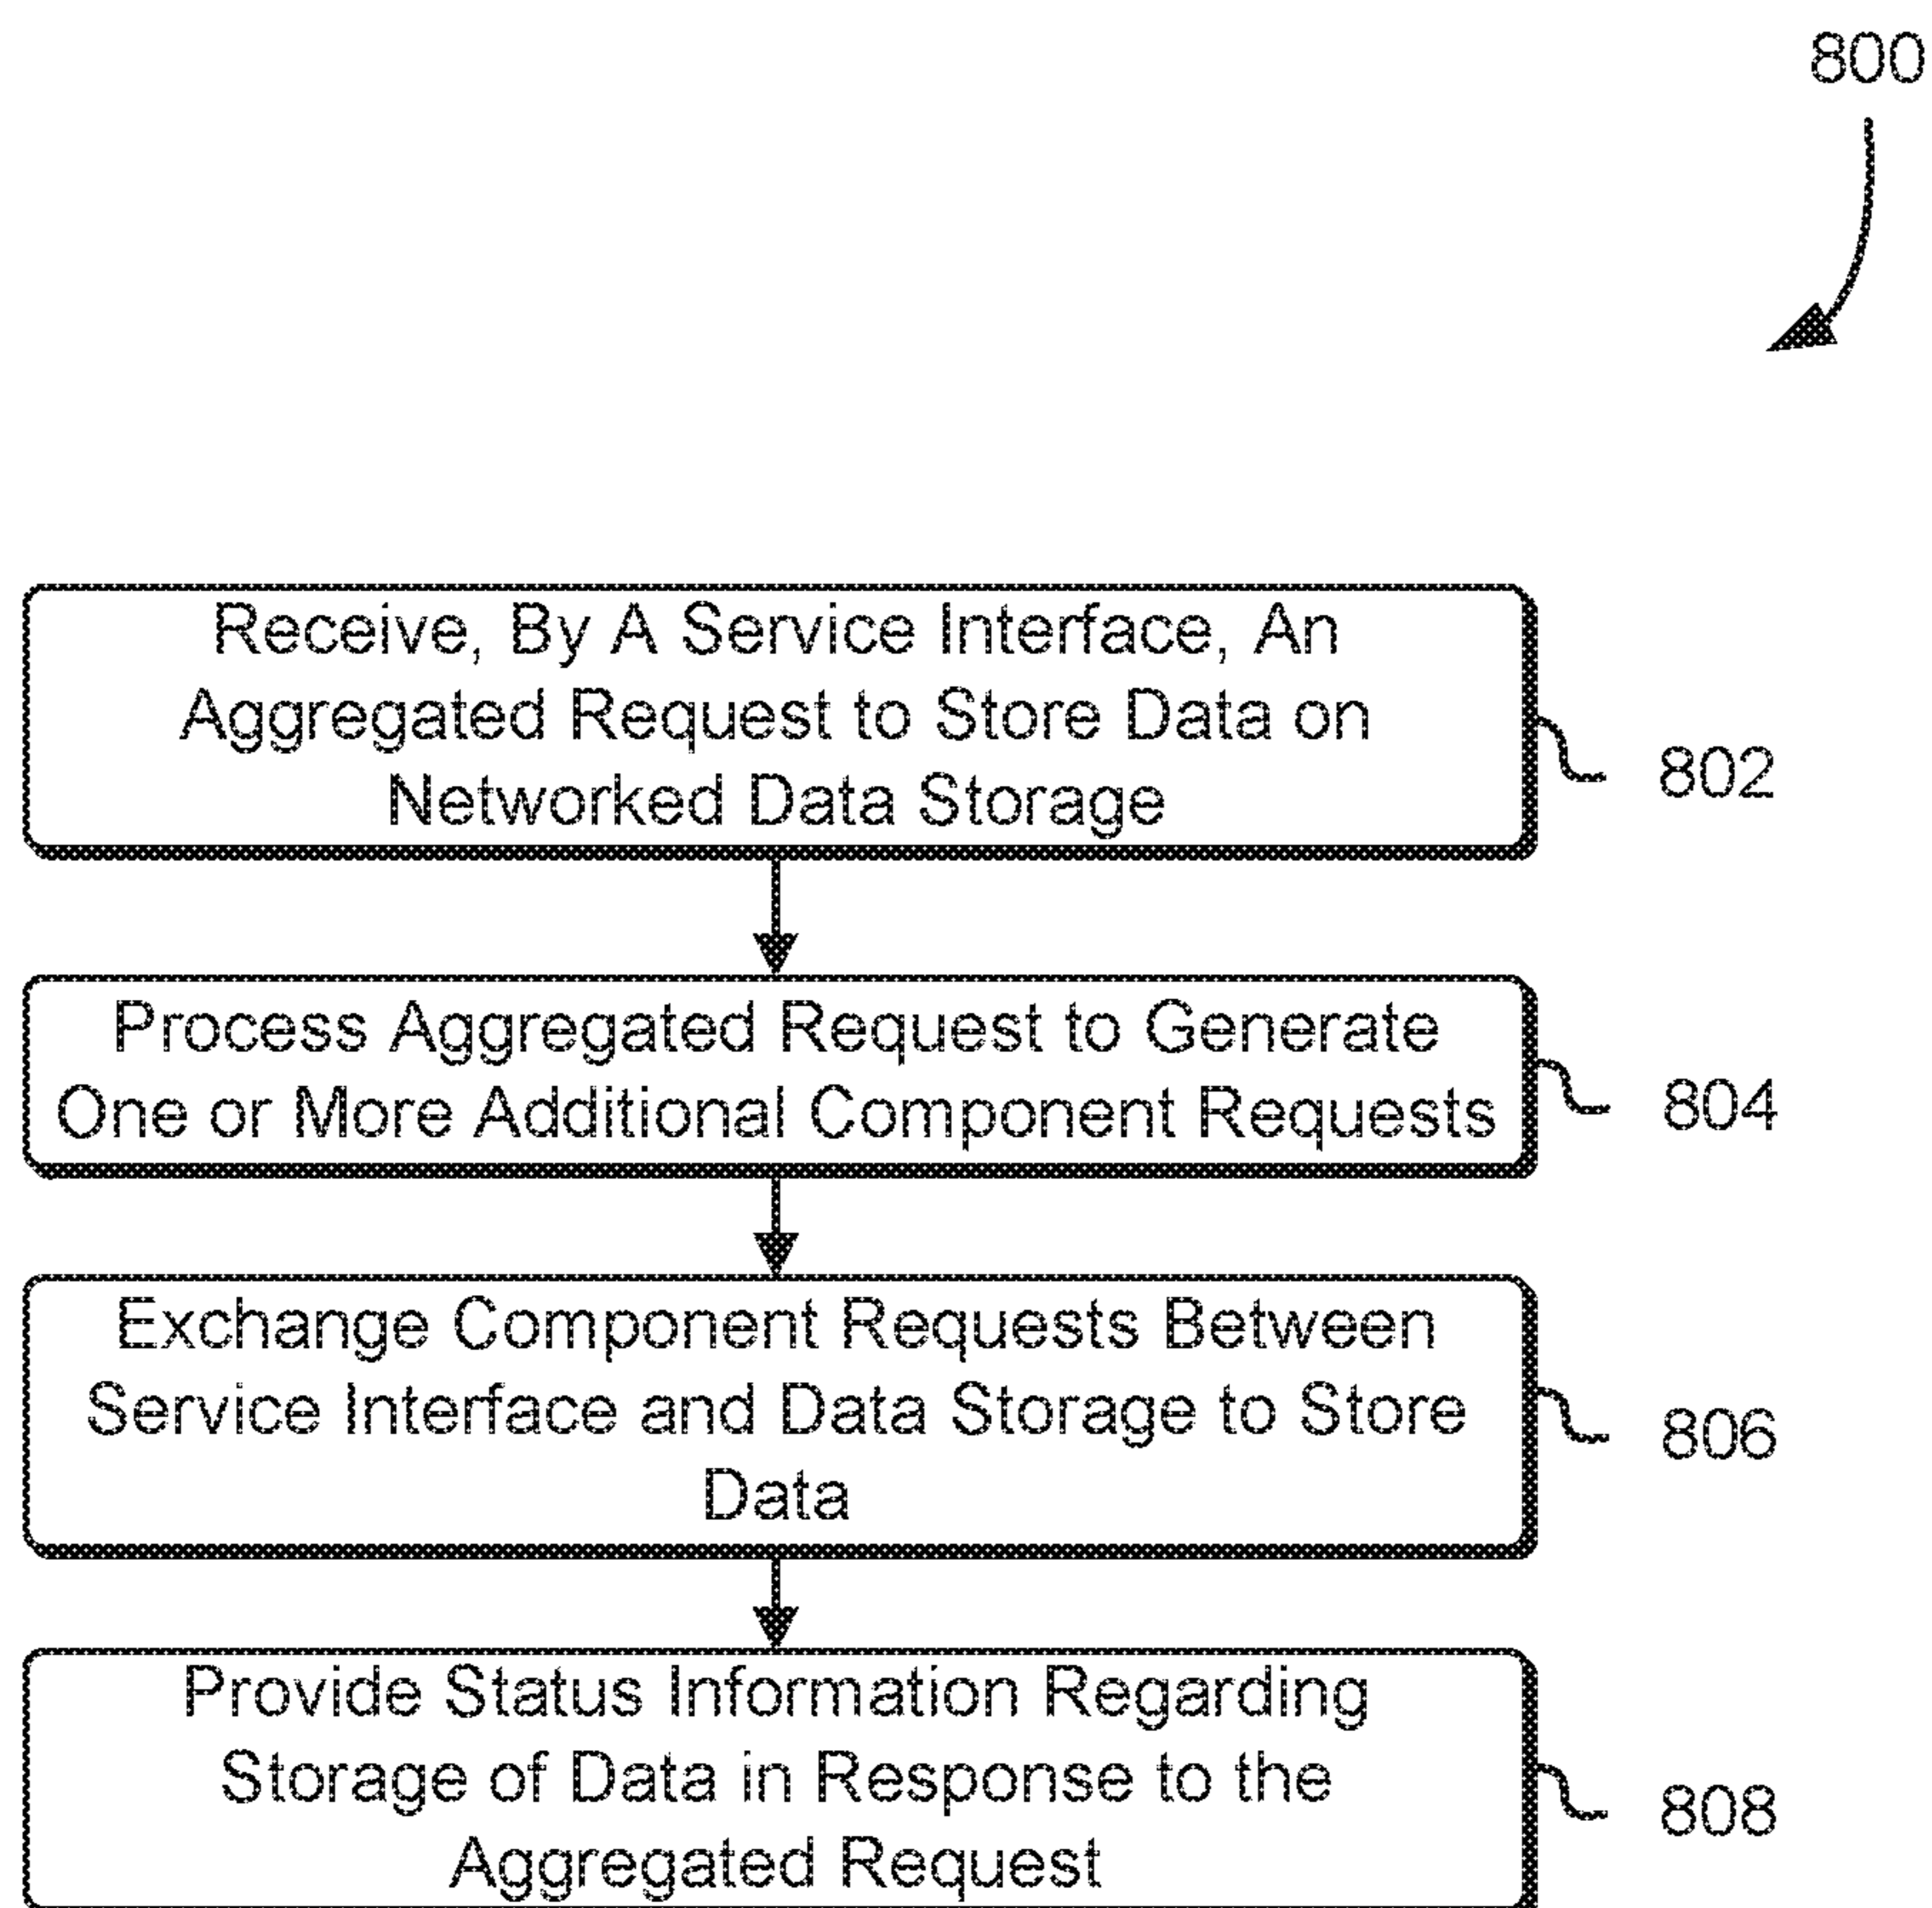 800
Receive, By A Service Interface, An
Aggregated Request to Store Data on
Networked Data Storage
802
Process Aggregated Request to Generate
One or More Additional Component Requests
804
Exchange Component Requests Between
Service Interface and Data Storage to Store
Data
806
Provide Status Information Regarding
Storage of Data in Response to the
Aggregated Request
808